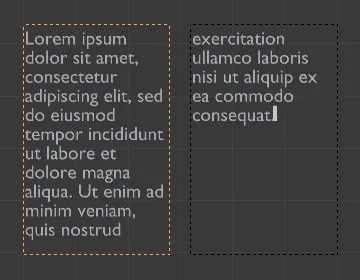 Lorem ipsum
dolor sit amet,
consectetur
adipiscing elit, sed
do eiusmod
tempor incididunt
ut labore et
dolore magna
aliqua. Ut enim ad
minim veniam,
quis nostrud
exercitation
ullamco laboris
nisi ut aliquip ex
ea commodo
consequat.